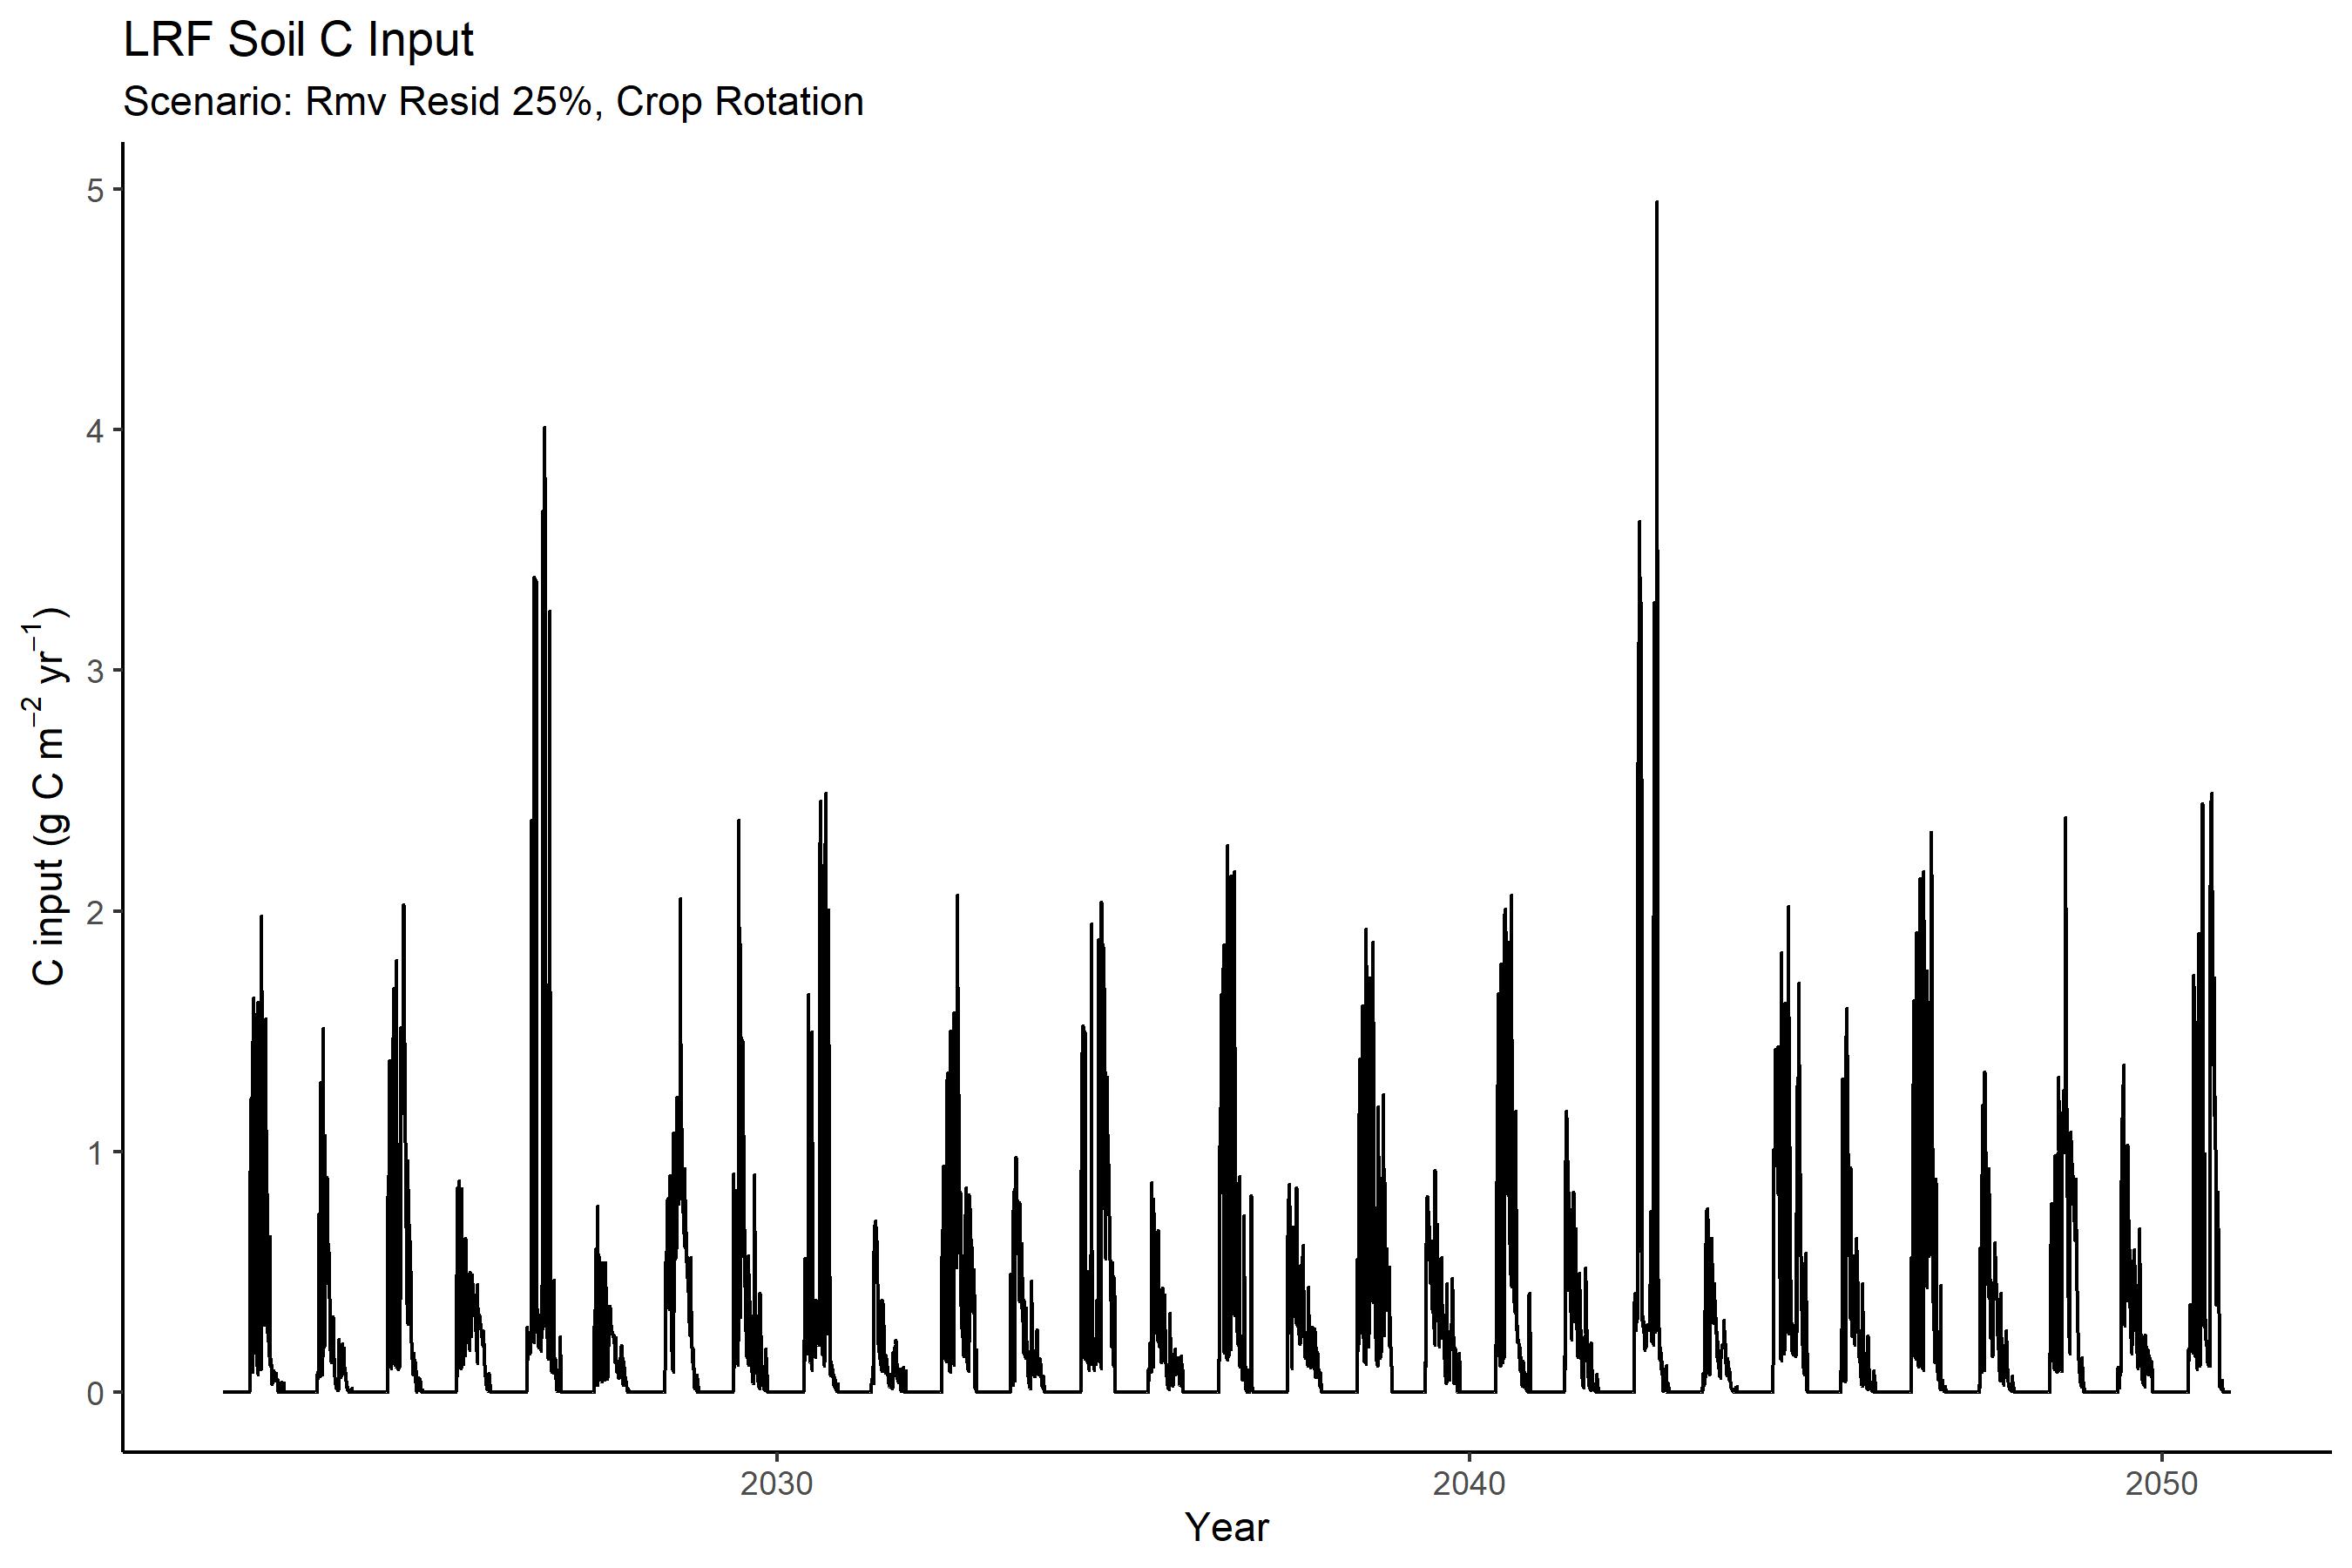 LRF Soil C Input
Scenario: Rmv Resid 25%, Crop Rotation
C input (g C m⁻² yr⁻¹)
5
4
3
2
1
0
2030 2040 2050
Year